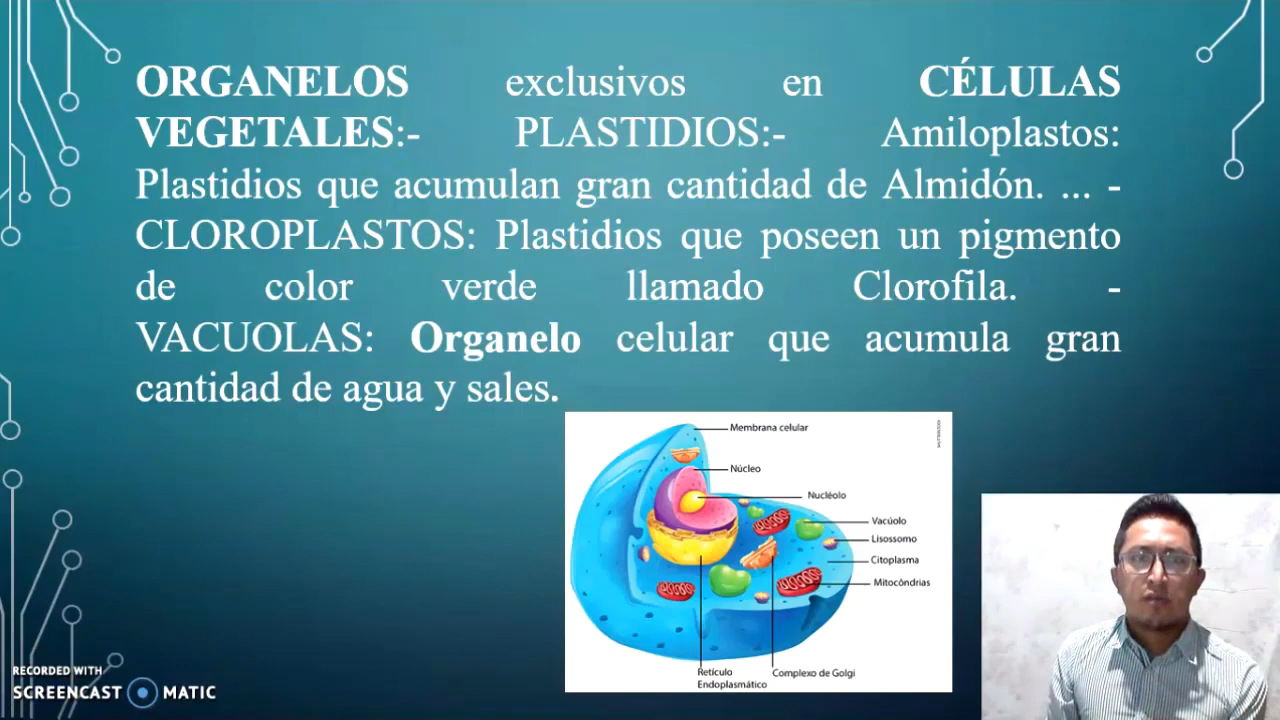 ORGANELOS exclusivos en CÉLULAS
VEGETALES:- PLASTIDIOS:- Amiloplastos:
Plastidios que acumulan gran cantidad de Almidón. ... -
CLOROPLASTOS: Plastidios que poseen un pigmento
de color verde llamado Clorofila. -
VACUOLAS: Organelo celular que acumula gran
cantidad de agua y sales.
Membrana celular
Núcleo
Nucléolo
Vacúolo
Lisossomo
Citoplasma
Mitocôndrias
Retículo
Endoplasmático
Complexo de Golgi
RECORDED WITH
SCREENCAST MATIC